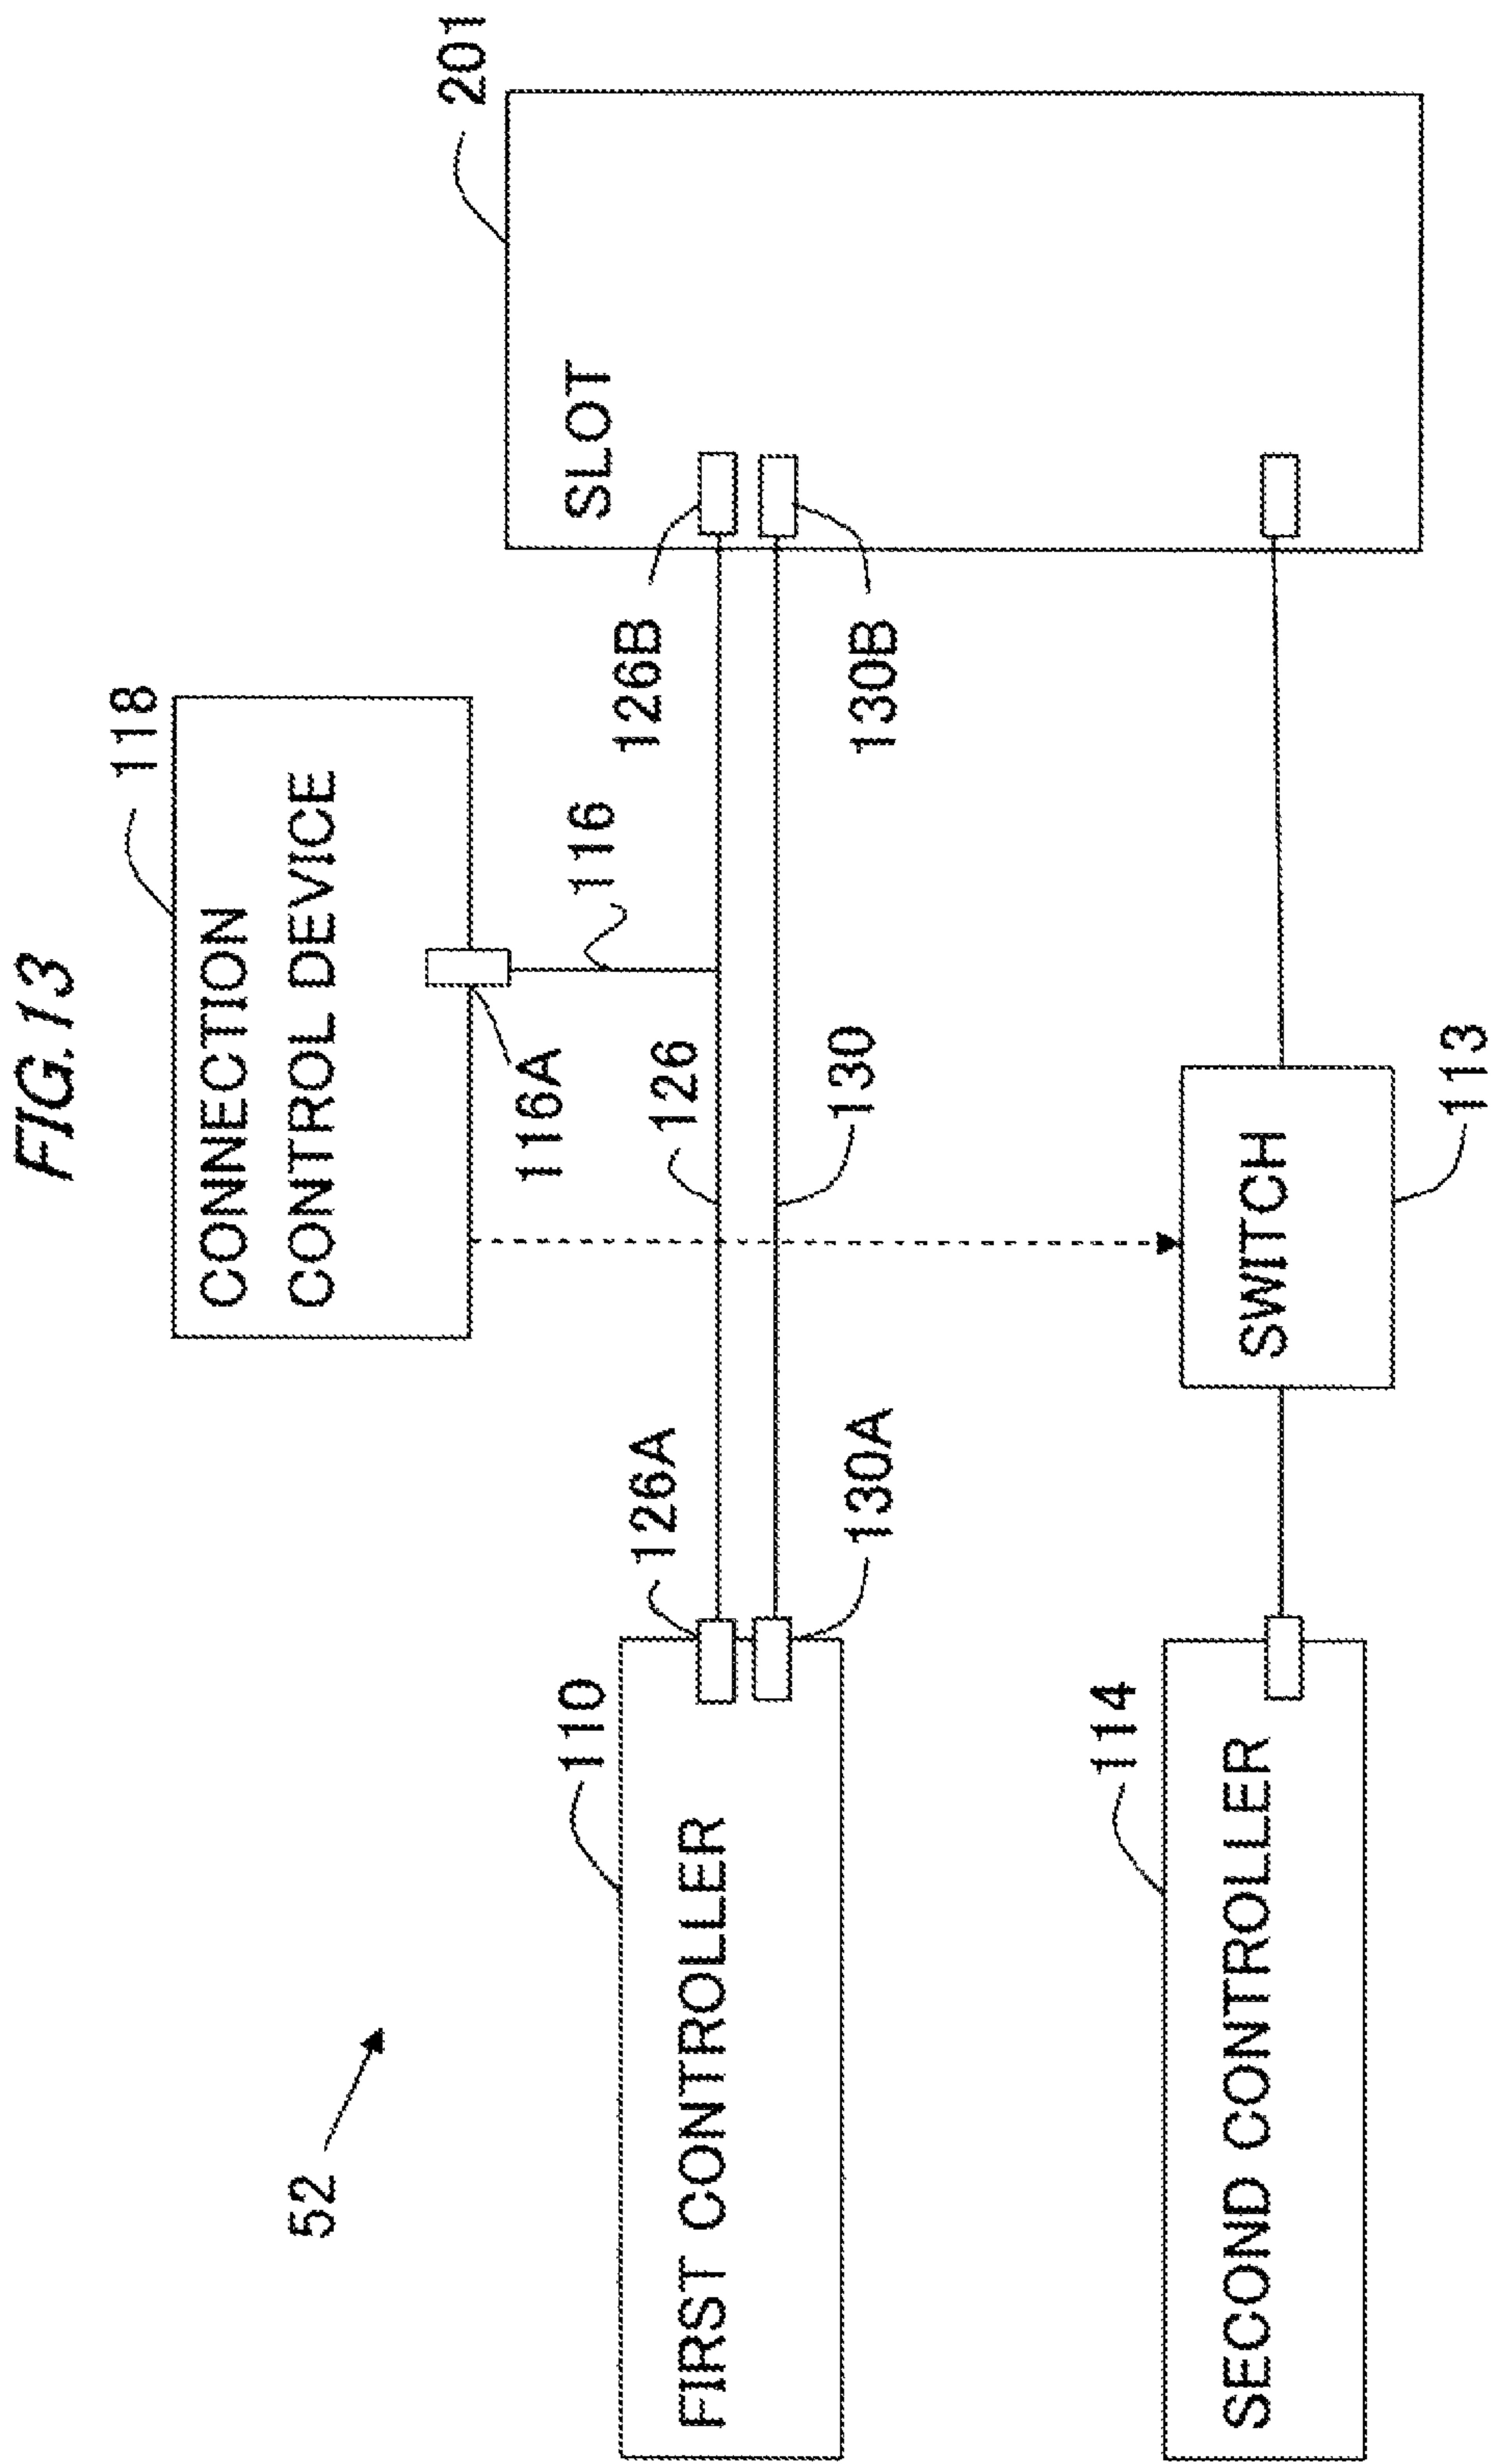 FIG.13
52
CONNECTION
CONTROL DEVICE
118
116A
116
201
SLOT
110
FIRST CONTROLLER
126A
126
126B
130A
130
130B
114
SECOND CONTROLLER
SWITCH
113